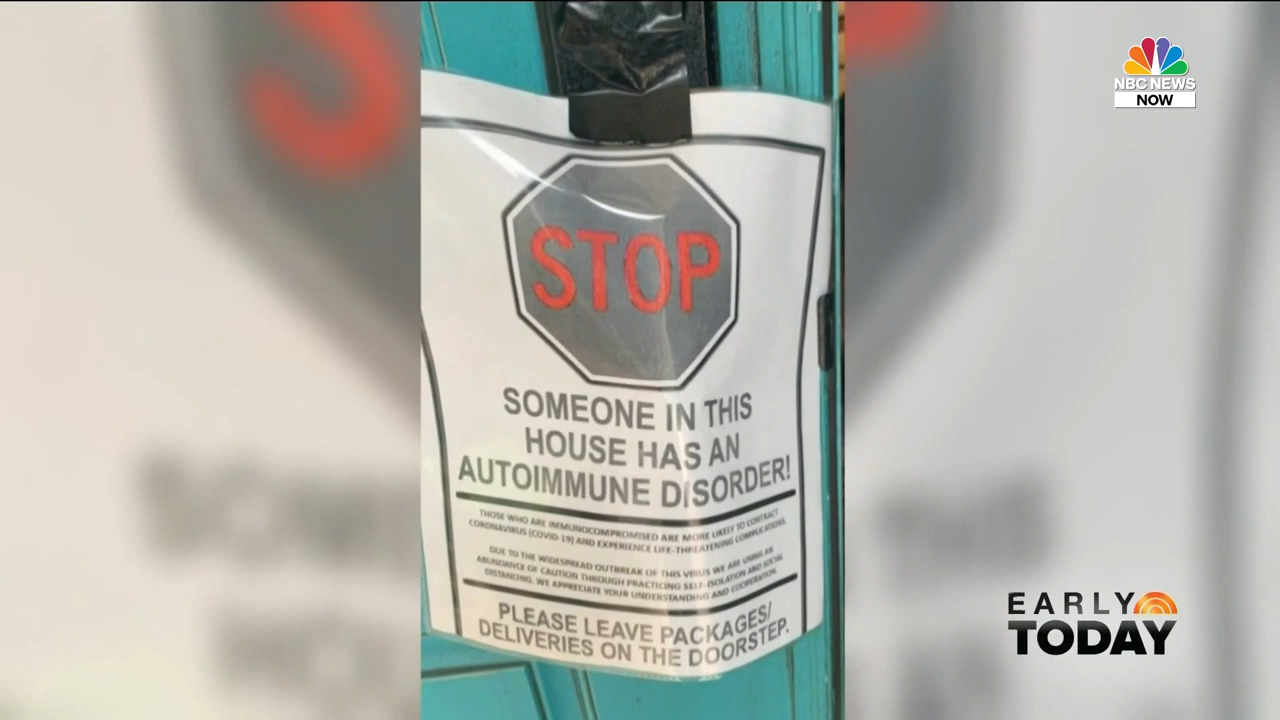 NBC NEWS
NOW
STOP
SOMEONE IN THIS
HOUSE HAS AN
AUTOIMMUNE DISORDER!
THOSE WHO ARE IMMUNOCOMPROMISED ARE MORE LIKELY TO CONTRACT
CORONAVIRUS (COVID-19) AND EXPERIENCE LIFE-THREATENING COMPLICATIONS.
DUE TO THE WIDESPREAD OUTBREAK OF THIS VIRUS WE ARE USING AN
ABUNDANCE OF CAUTION THROUGH PRACTICING SELF-ISOLATION AND SOCIAL
DISTANCING. WE APPRECIATE YOUR UNDERSTANDING AND COOPERATION.
PLEASE LEAVE PACKAGES/
DELIVERIES ON THE DOORSTEP.
EARLY
TODAY